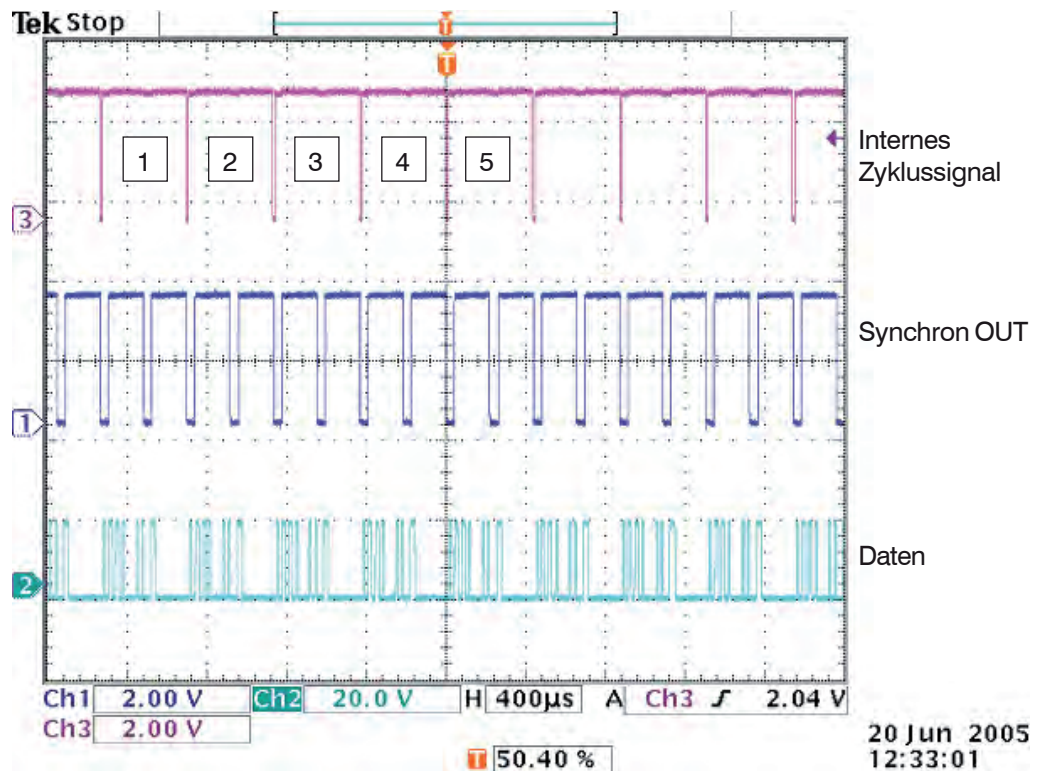 Tek Stop
T
T
Internes
Zyklussignal
1 2 3 4 5
3
Synchron OUT
1
Daten
2
Ch1 2.00 V Ch2 20.0 V H 400µs A Ch3 2.04 V
Ch3 2.00 V
T 50.40 %
20 Jun 2005
12:33:01